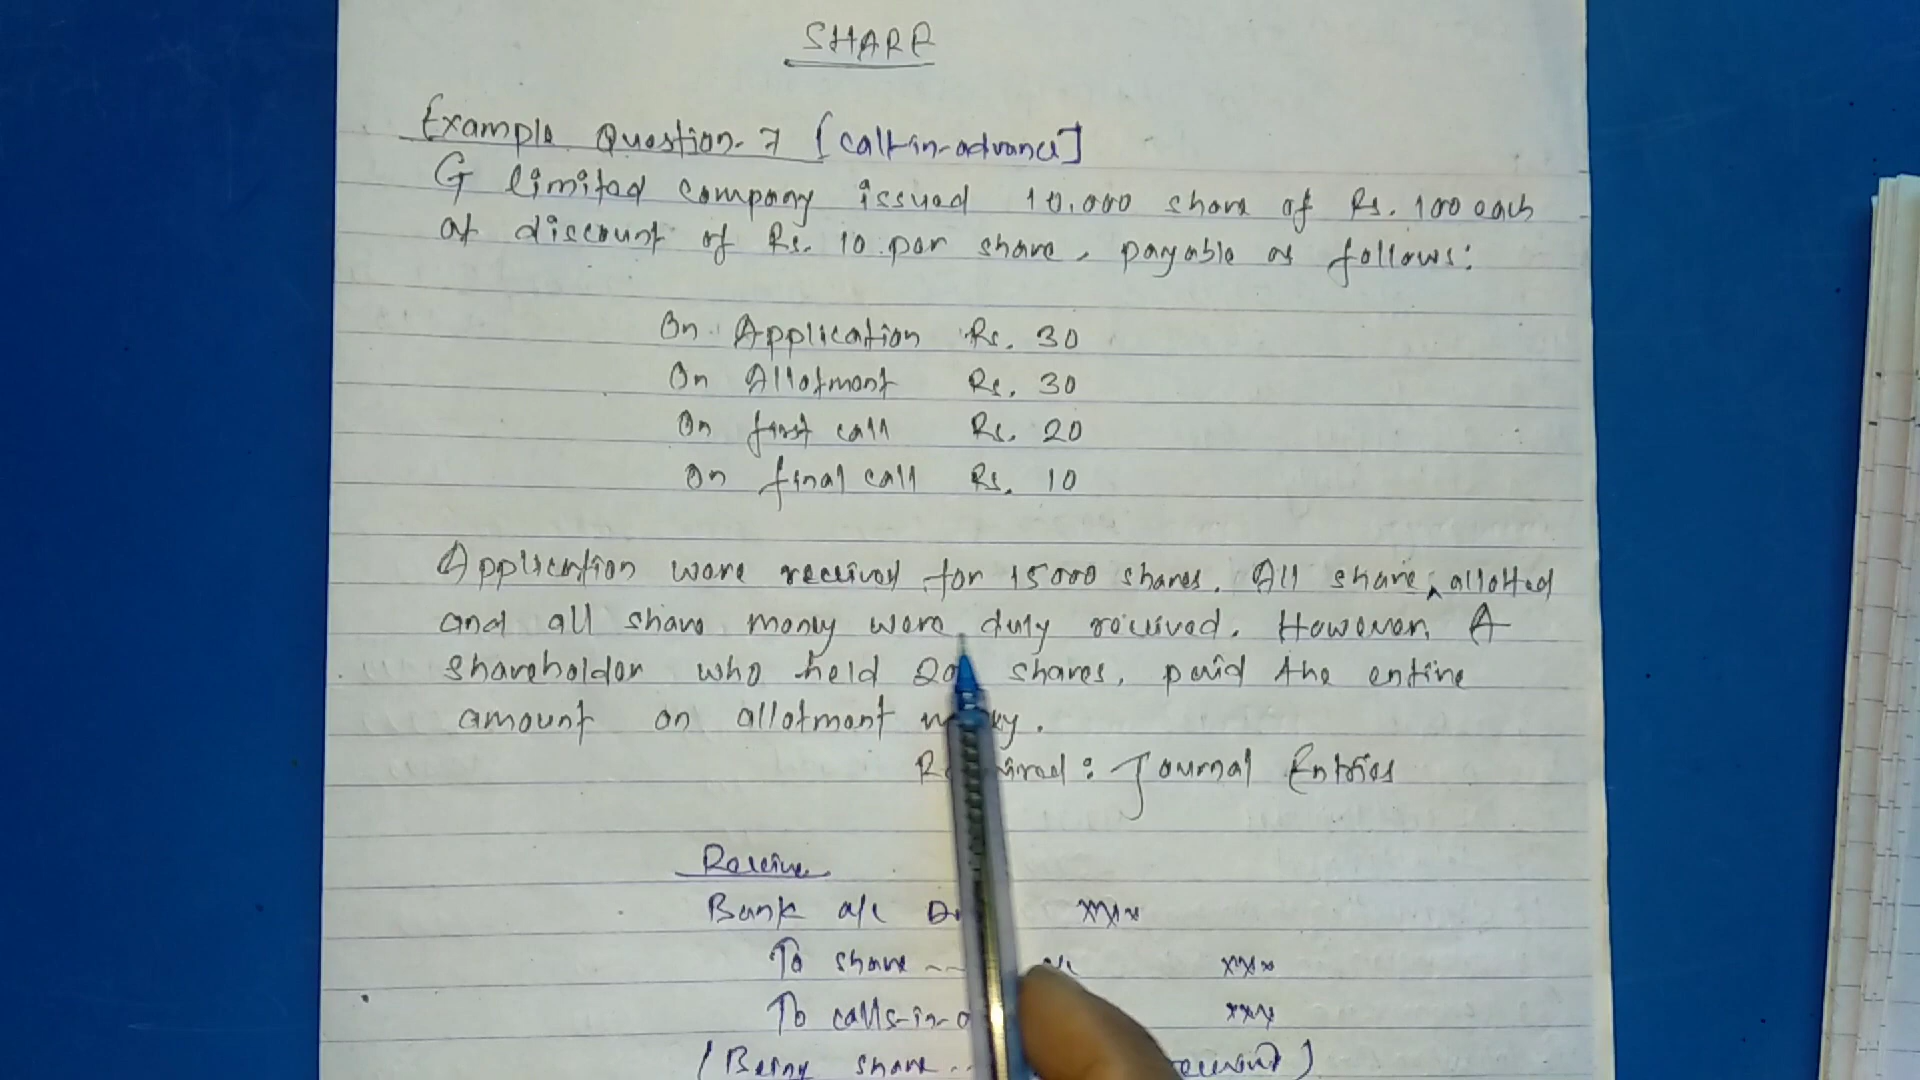 SHARE
Example Question-7 [call-in-advance]
G limited company issued 10,000 share of Rs. 100 each
at discount of Rs. 10 per share, payable as follows:
On Application Rs. 30
On Allotment Rs. 30
On first call Rs. 20
On final call Rs. 10
Application were received for 15000 shares. All share allotted
and all share money were duly received. However, A
shareholder who held shares, paid the entire
amount on allotment
Journal Entries
Receive
Bank a/c xxx
To share xxx
To calls-in-a xxx
(Being share